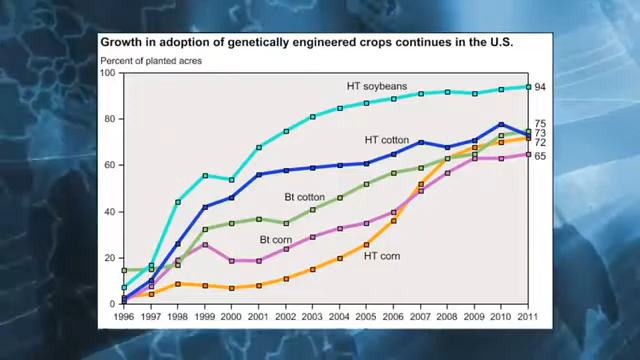 Growth in adoption of genetically engineered crops continues in the U.S.
Percent of planted acres
100
80
60
40
20
0
HT soybeans
HT cotton
Bt cotton
Bt corn
HT corn
94
75
73
72
65
1996 1997 1998 1999 2000 2001 2002 2003 2004 2005 2006 2007 2008 2009 2010 2011